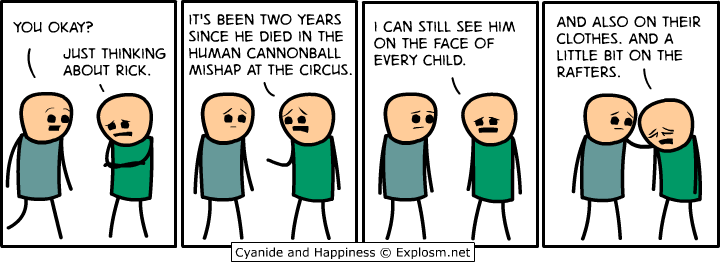 YOU OKAY?
JUST THINKING
ABOUT RICK.
IT'S BEEN TWO YEARS
SINCE HE DIED IN THE
HUMAN CANNONBALL
MISHAP AT THE CIRCUS.
I CAN STILL SEE HIM
ON THE FACE OF
EVERY CHILD.
AND ALSO ON THEIR
CLOTHES. AND A
LITTLE BIT ON THE
RAFTERS.
Cyanide and Happiness © Explosm.net